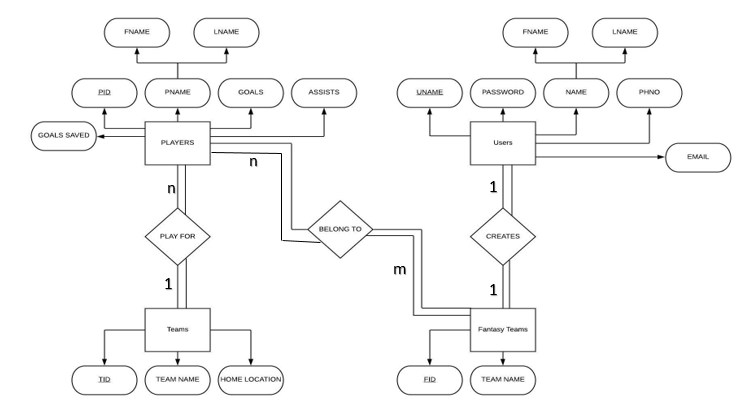 FNAME
LNAME
FNAME
LNAME
PID
PNAME
GOALS
ASSISTS
UNAME
PASSWORD
NAME
PHNO
GOALS SAVED
PLAYERS
Users
EMAIL
n
n
1
PLAY FOR
BELONG TO
CREATES
m
1
1
Teams
Fantasy Teams
TID
TEAM NAME
HOME LOCATION
FID
TEAM NAME